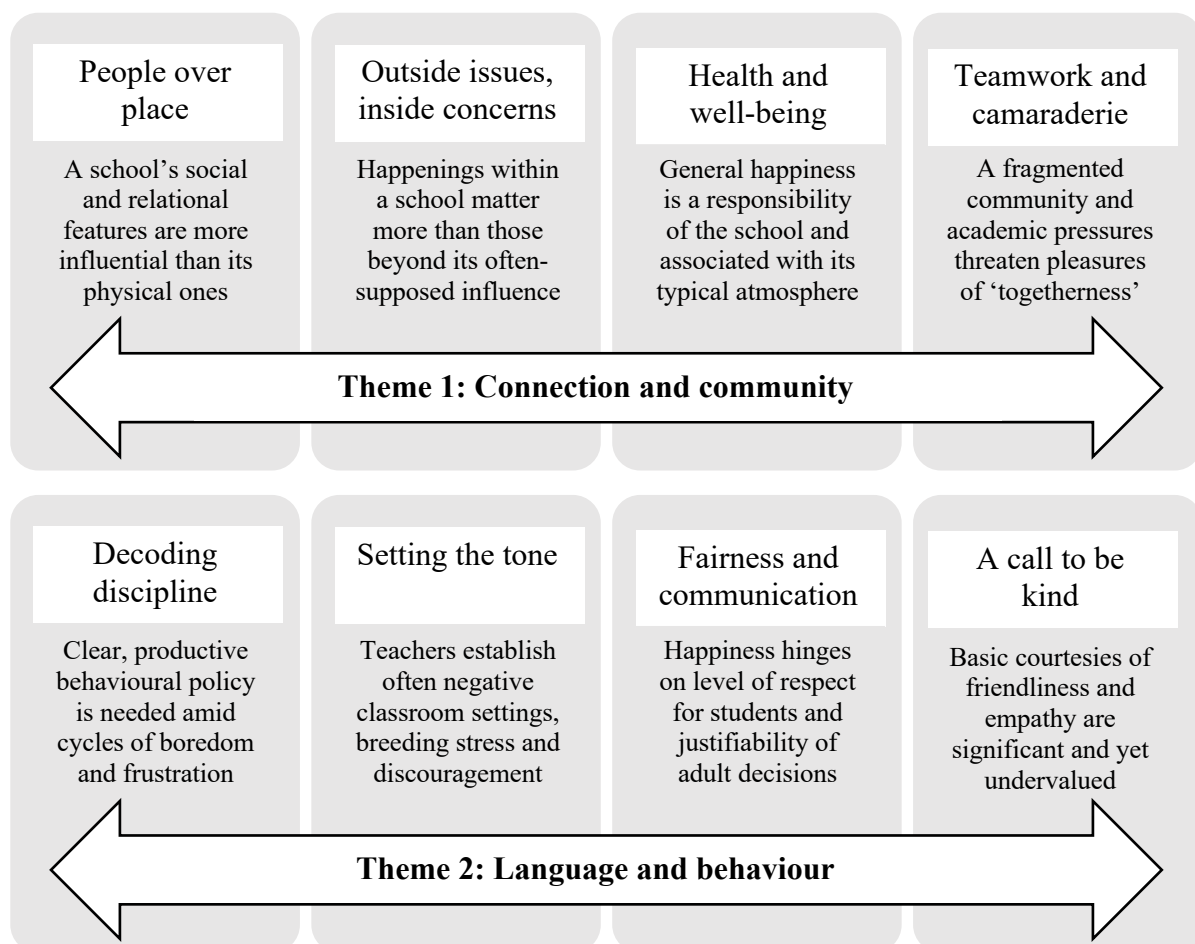 People over
place
A school’s social
and relational
features are more
influential than its
physical ones
Outside issues,
inside concerns
Happenings within
a school matter
more than those
beyond its often-
supposed influence
Health and
well-being
General happiness
is a responsibility
of the school and
associated with its
typical atmosphere
Teamwork and
camaraderie
A fragmented
community and
academic pressures
threaten pleasures
of ‘togetherness’
Theme 1: Connection and community
Decoding
discipline
Clear, productive
behavioural policy
is needed amid
cycles of boredom
and frustration
Setting the tone
Teachers establish
often negative
classroom settings,
breeding stress and
discouragement
Fairness and
communication
Happiness hinges
on level of respect
for students and
justifiability of
adult decisions
A call to be
kind
Basic courtesies of
friendliness and
empathy are
significant and yet
undervalued
Theme 2: Language and behaviour